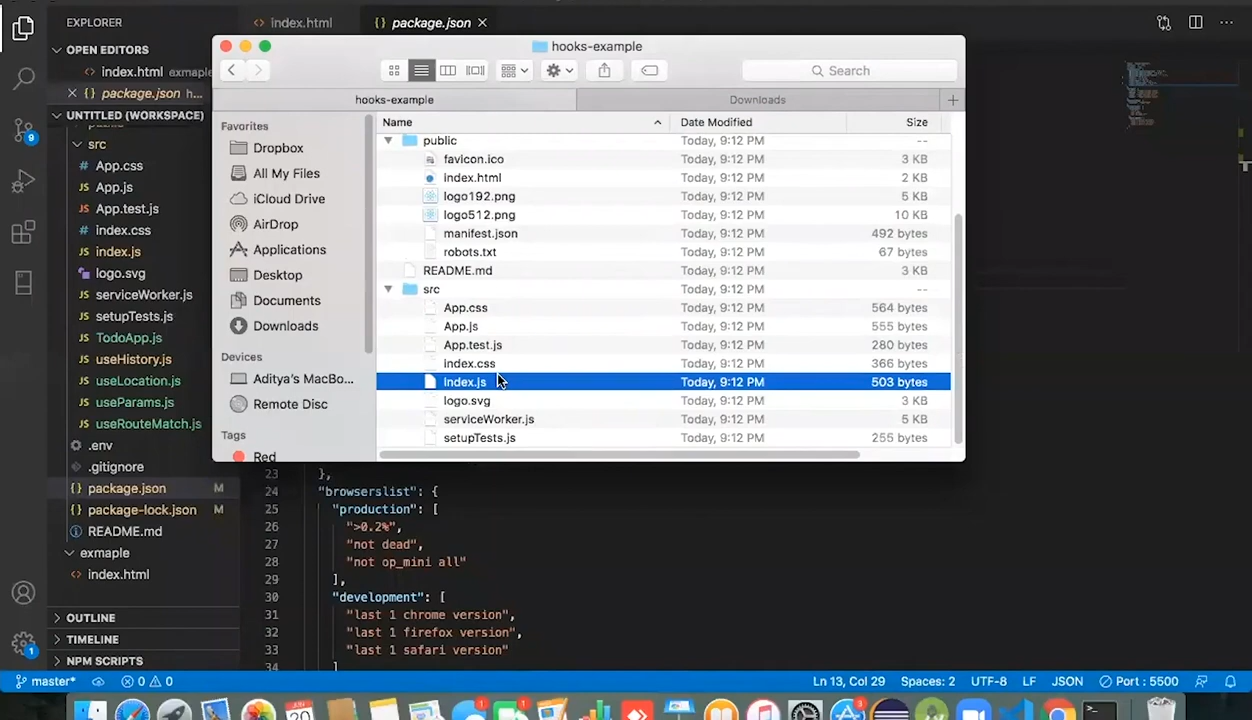 EXPLORER
index.html
{ } package.json
OPEN EDITORS
<> index.html exmaple
{ } package.json h...
UNTITLED (WORKSPACE)
src
# App.css
JS App.js
JS App.test.js
# index.css
JS index.js
logo.svg
JS serviceWorker.js
JS setupTests.js
JS TodoApp.js
JS useHistory.js
JS useLocation.js
JS useParams.js
JS useRouteMatch.js
.env
.gitignore
{ } package.json M
{ } package-lock.json M
README.md
exmaple
<> index.html
OUTLINE
TIMELINE
NPM SCRIPTS
9
1
hooks-example
Search
hooks-example
Downloads
Favorites
Dropbox
All My Files
iCloud Drive
AirDrop
Applications
Desktop
Documents
Downloads
Devices
Aditya's MacBo...
Remote Disc
Tags
Red
Name Date Modified Size
public Today, 9:12 PM --
favicon.ico Today, 9:12 PM 3 KB
index.html Today, 9:12 PM 2 KB
logo192.png Today, 9:12 PM 5 KB
logo512.png Today, 9:12 PM 10 KB
manifest.json Today, 9:12 PM 492 bytes
robots.txt Today, 9:12 PM 67 bytes
README.md Today, 9:12 PM 3 KB
src Today, 9:12 PM --
App.css Today, 9:12 PM 564 bytes
App.js Today, 9:12 PM 555 bytes
App.test.js Today, 9:12 PM 280 bytes
index.css Today, 9:12 PM 366 bytes
index.js Today, 9:12 PM 503 bytes
logo.svg Today, 9:12 PM 3 KB
serviceWorker.js Today, 9:12 PM 5 KB
setupTests.js Today, 9:12 PM 255 bytes
23 },
24 "browserslist": {
25 "production": [
26 ">0.2%",
27 "not dead",
28 "not op_mini all"
29 ],
30 "development": [
31 "last 1 chrome version",
32 "last 1 firefox version",
33 "last 1 safari version"
34 ]
master* 0 0 Ln 13, Col 29 Spaces: 2 UTF-8 LF JSON Port : 5500
20